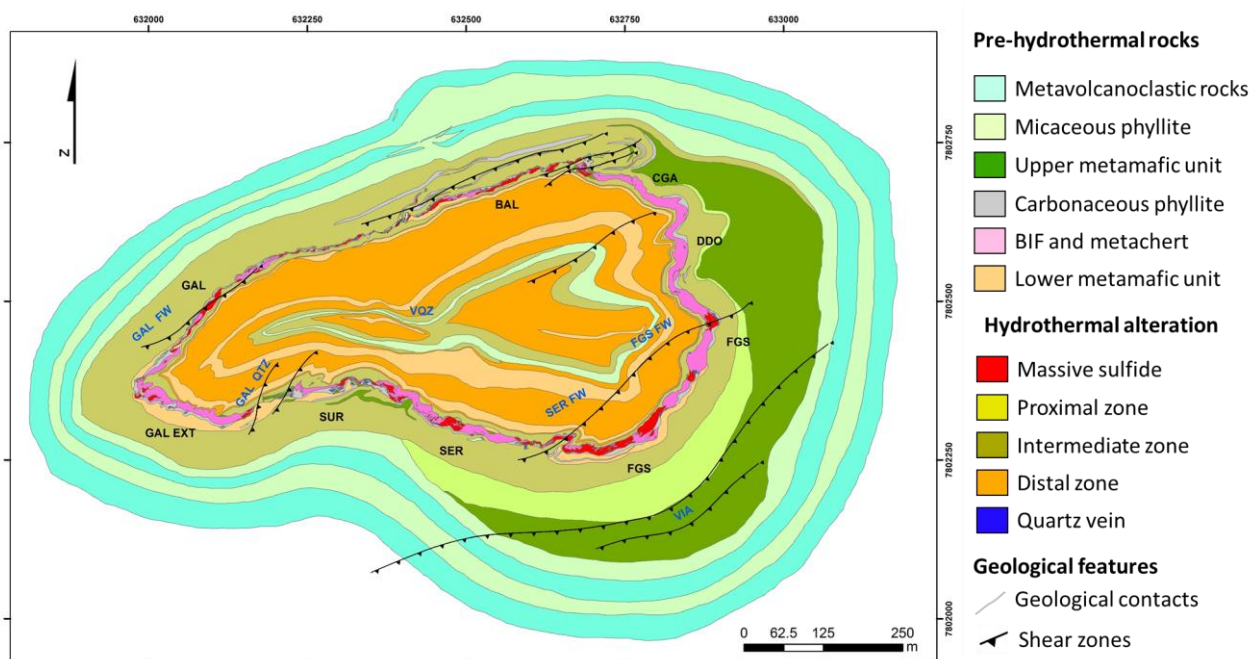 632000 632250 632500 632750 633000
7802750
7802500
7802250
7802000
N
CGA
BAL
DDO
GAL
GAL FW
VQZ
FGS FW
FGS
GAL QTZ
SER FW
GAL EXT
SUR
SER
FGS
VIA
0 62.5 125 250
m
Pre-hydrothermal rocks
Metavolcanoclastic rocks
Micaceous phyllite
Upper metamafic unit
Carbonaceous phyllite
BIF and metachert
Lower metamafic unit
Hydrothermal alteration
Massive sulfide
Proximal zone
Intermediate zone
Distal zone
Quartz vein
Geological features
Geological contacts
Shear zones